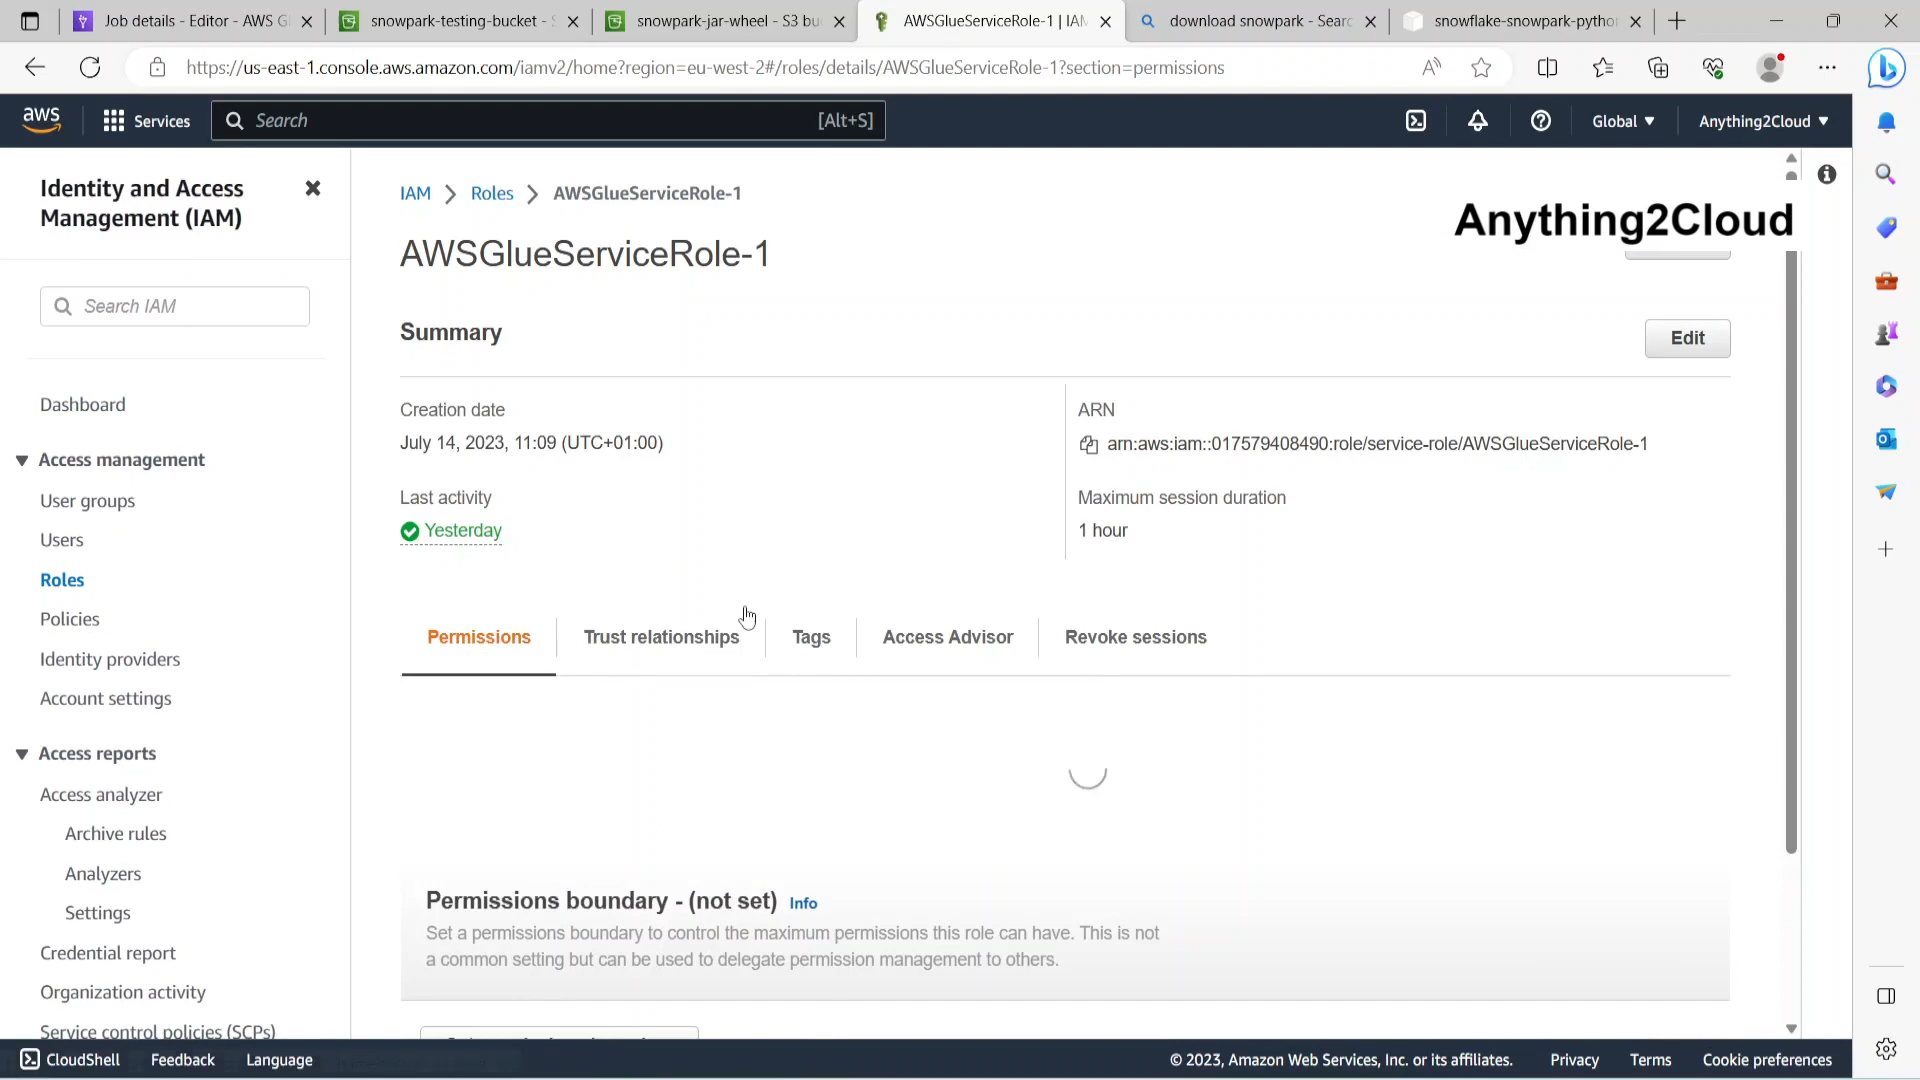 Job details - Editor - AWS Gl
snowpark-testing-bucket - S
snowpark-jar-wheel - S3 bu
AWSGlueServiceRole-1 | IAM
download snowpark - Searc
snowflake-snowpark-python
https://us-east-1.console.aws.amazon.com/iamv2/home?region=eu-west-2#/roles/details/AWSGlueServiceRole-1?section=permissions
aws
Services
Search
[Alt+S]
Global
Anything2Cloud
Identity and Access
Management (IAM)
Search IAM
Dashboard
Access management
User groups
Users
Roles
Policies
Identity providers
Account settings
Access reports
Access analyzer
Archive rules
Analyzers
Settings
Credential report
Organization activity
Service control policies (SCPs)
IAM > Roles > AWSGlueServiceRole-1
Anything2Cloud
AWSGlueServiceRole-1
Summary
Edit
Creation date
July 14, 2023, 11:09 (UTC+01:00)
ARN
arn:aws:iam::017579408490:role/service-role/AWSGlueServiceRole-1
Last activity
Yesterday
Maximum session duration
1 hour
Permissions
Trust relationships
Tags
Access Advisor
Revoke sessions
Permissions boundary - (not set) Info
Set a permissions boundary to control the maximum permissions this role can have. This is not
a common setting but can be used to delegate permission management to others.
CloudShell
Feedback
Language
© 2023, Amazon Web Services, Inc. or its affiliates.
Privacy
Terms
Cookie preferences